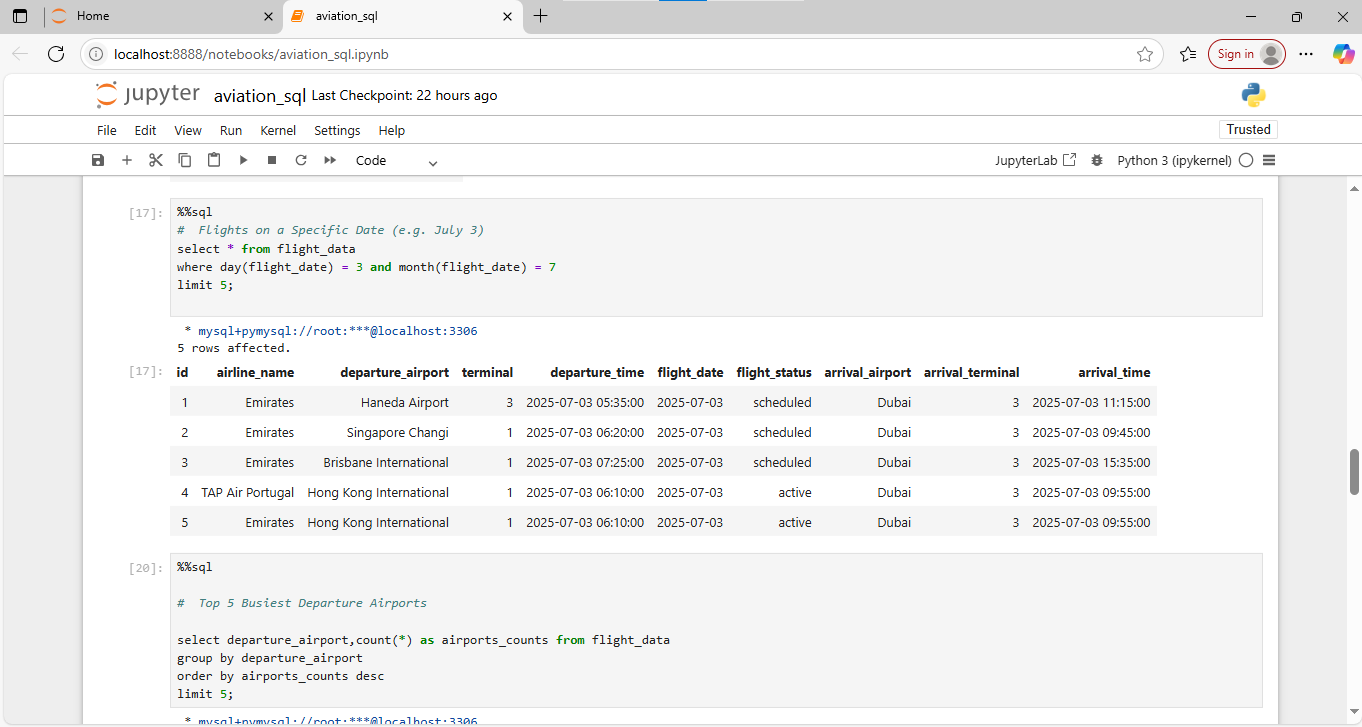 Home
aviation_sql
localhost:8888/notebooks/aviation_sql.ipynb
Sign in
jupyter aviation_sql Last Checkpoint: 22 hours ago
File Edit View Run Kernel Settings Help
Trusted
Code
JupyterLab
Python 3 (ipykernel)
[17]:
%%sql
#  Flights on a Specific Date (e.g. July 3)
select * from flight_data
where day(flight_date) = 3 and month(flight_date) = 7
limit 5;
* mysql+pymysql://root:***@localhost:3306
5 rows affected.
[17]:
id airline_name departure_airport terminal departure_time flight_date flight_status arrival_airport arrival_terminal arrival_time
1 Emirates Haneda Airport 3 2025-07-03 05:35:00 2025-07-03 scheduled Dubai 3 2025-07-03 11:15:00
2 Emirates Singapore Changi 1 2025-07-03 06:20:00 2025-07-03 scheduled Dubai 3 2025-07-03 09:45:00
3 Emirates Brisbane International 1 2025-07-03 07:25:00 2025-07-03 scheduled Dubai 3 2025-07-03 15:35:00
4 TAP Air Portugal Hong Kong International 1 2025-07-03 06:10:00 2025-07-03 active Dubai 3 2025-07-03 09:55:00
5 Emirates Hong Kong International 1 2025-07-03 06:10:00 2025-07-03 active Dubai 3 2025-07-03 09:55:00
[20]:
%%sql
#  Top 5 Busiest Departure Airports
select departure_airport,count(*) as airports_counts from flight_data
group by departure_airport
order by airports_counts desc
limit 5;
* mysql+pymysql://root:***@localhost:3306